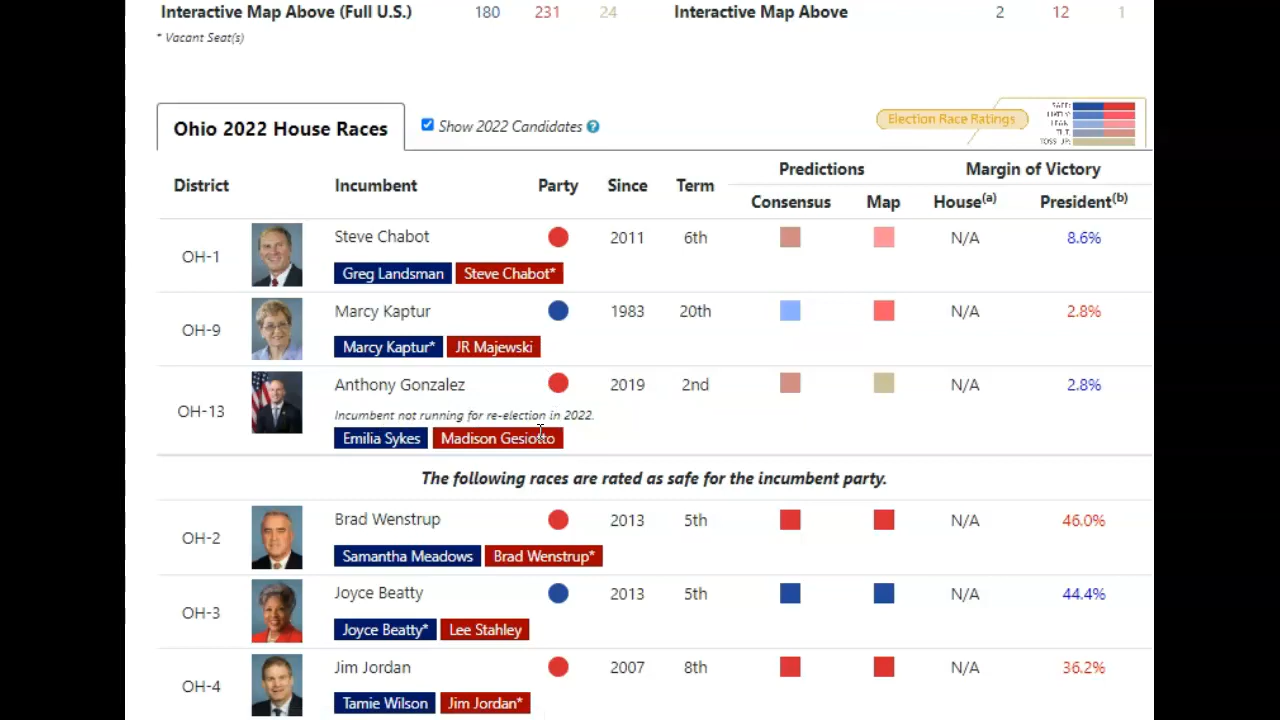 Interactive Map Above (Full U.S.) 180 231 24 Interactive Map Above 2 12 1
* Vacant Seat(s)
Ohio 2022 House Races Show 2022 Candidates ? Election Race Ratings
District Incumbent Party Since Term Predictions Margin of Victory
Consensus Map House(a) President(b)
OH-1 Steve Chabot 2011 6th N/A 8.6%
Greg Landsman Steve Chabot*
OH-9 Marcy Kaptur 1983 20th N/A 2.8%
Marcy Kaptur* JR Majewski
OH-13 Anthony Gonzalez 2019 2nd N/A 2.8%
Incumbent not running for re-election in 2022.
Emilia Sykes Madison Gesiotto
The following races are rated as safe for the incumbent party.
OH-2 Brad Wenstrup 2013 5th N/A 46.0%
Samantha Meadows Brad Wenstrup*
OH-3 Joyce Beatty 2013 5th N/A 44.4%
Joyce Beatty* Lee Stahley
OH-4 Jim Jordan 2007 8th N/A 36.2%
Tamie Wilson Jim Jordan*